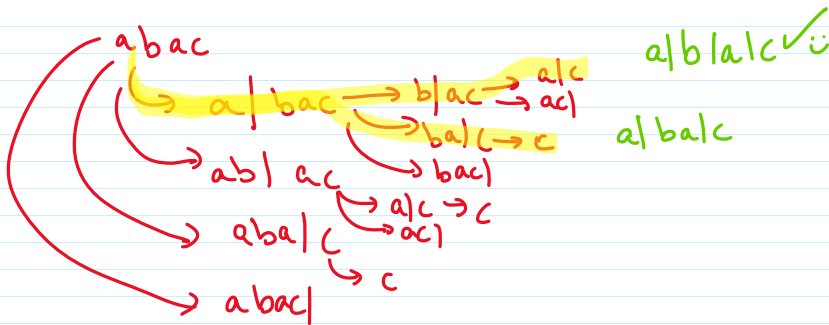 abac
a|b|a|c ✓ ü
a|bac → b|ac → a|c
→ ac|
→ ba|c → c
a|ba|c
→ bac|
ab|ac
→ a|c → c
→ ac|
aba|c
→ c
abac|